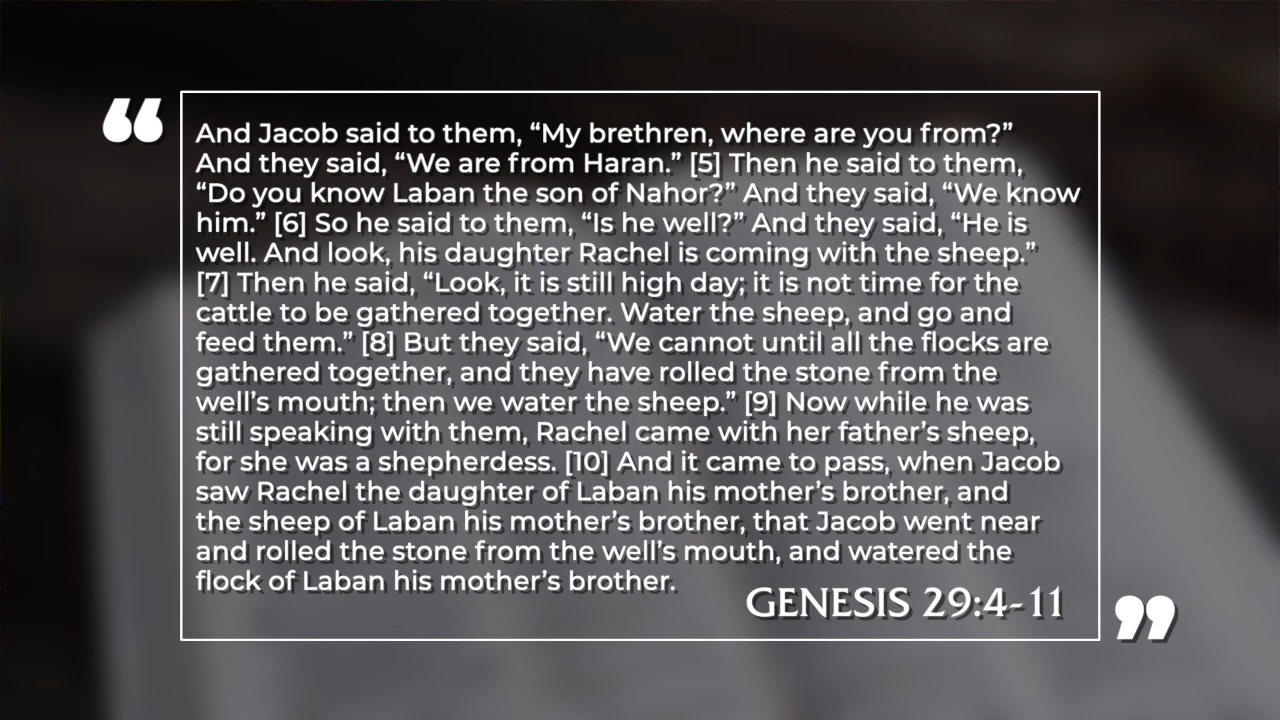 “
And Jacob said to them, “My brethren, where are you from?”
And they said, “We are from Haran.” [5] Then he said to them,
“Do you know Laban the son of Nahor?” And they said, “We know
him.” [6] So he said to them, “Is he well?” And they said, “He is
well. And look, his daughter Rachel is coming with the sheep.”
[7] Then he said, “Look, it is still high day; it is not time for the
cattle to be gathered together. Water the sheep, and go and
feed them.” [8] But they said, “We cannot until all the flocks are
gathered together, and they have rolled the stone from the
well’s mouth; then we water the sheep.” [9] Now while he was
still speaking with them, Rachel came with her father’s sheep,
for she was a shepherdess. [10] And it came to pass, when Jacob
saw Rachel the daughter of Laban his mother’s brother, and
the sheep of Laban his mother’s brother, that Jacob went near
and rolled the stone from the well’s mouth, and watered the
flock of Laban his mother’s brother.
GENESIS 29:4-11
”